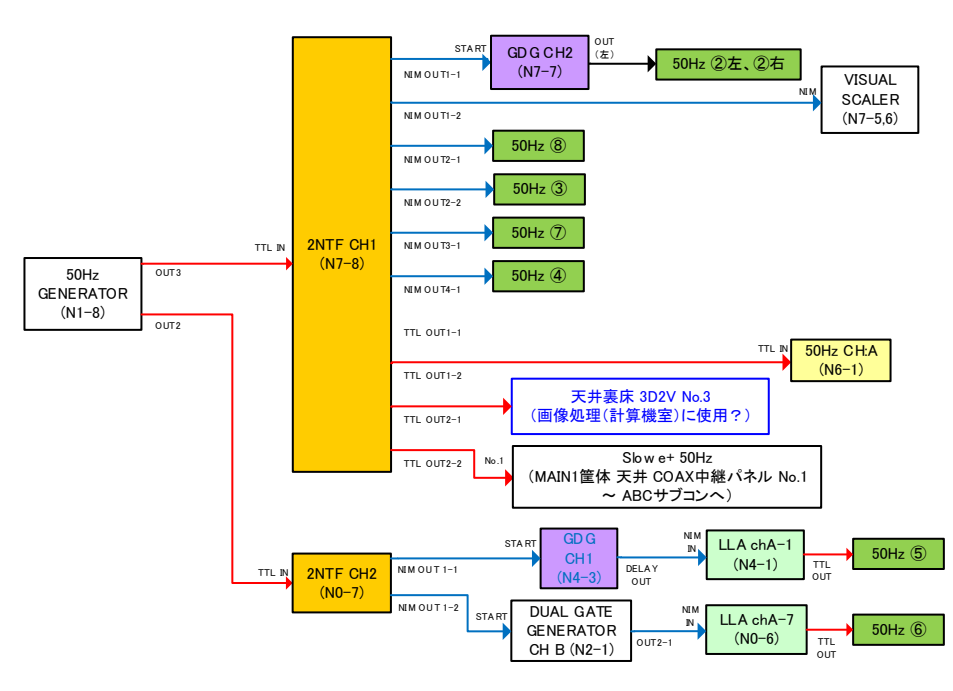 50Hz
GENERATOR
(N1-8)
OUT3
OUT2
TTL IN
2NTF CH1
(N7-8)
NIM OUT1-1
START
GDG CH2
(N7-7)
OUT
(左)
50Hz ②左、②右
NIM OUT1-2
NIM
VISUAL
SCALER
(N7-5,6)
NIM OUT2-1
50Hz ⑧
NIM OUT2-2
50Hz ③
NIM OUT3-1
50Hz ⑦
NIM OUT4-1
50Hz ④
TTL OUT1-1
TTL OUT1-2
TTL IN
50Hz CH:A
(N6-1)
TTL OUT2-1
天井裏床 3D2V No.3
(画像処理(計算機室)に使用？)
TTL OUT2-2
No.1
Slow e+ 50Hz
(MAIN1筐体 天井 COAX中継パネル No.1
～ ABCサブコンへ)
TTL IN
2NTF CH2
(N0-7)
NIM OUT 1-1
START
GDG
CH1
(N4-3)
DELAY
OUT
NIM
IN
LLA chA-1
(N4-1)
TTL
OUT
50Hz ⑤
NIM OUT 1-2
START
DUAL GATE
GENERATOR
CH B (N2-1)
OUT2-1
NIM
IN
LLA chA-7
(N0-6)
TTL
OUT
50Hz ⑥